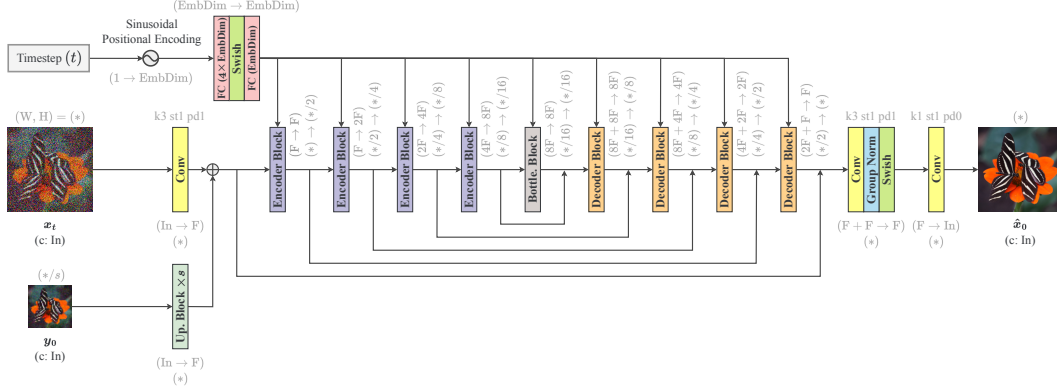 (EmbDim → EmbDim)
Sinusoidal
Positional Encoding
Timestep (t)
(1 → EmbDim)
FC (4×EmbDim)
Swish
FC (EmbDim)
(W, H) = (*)
k3 st1 pd1
Conv
(In → F)
(*)
x_t
(c: In)
(*/s)
y_0
(c: In)
Up. Block ×s
(In → F)
(*)
Encoder Block
(F → F)
(*) → (*/2)
Encoder Block
(F → 2F)
(*/2) → (*/4)
Encoder Block
(2F → 4F)
(*/4) → (*/8)
Encoder Block
(4F → 8F)
(*/8) → (*/16)
Bottle. Block
(8F → 8F)
(*/16) → (*/16)
Decoder Block
(8F + 8F → 8F)
(*/16) → (*/8)
Decoder Block
(8F + 4F → 4F)
(*/8) → (*/4)
Decoder Block
(4F + 2F → 2F)
(*/4) → (*/2)
Decoder Block
(2F + F → F)
(*/2) → (*)
k3 st1 pd1
Conv
Group Norm
Swish
(F + F → F)
(*)
k1 st1 pd0
Conv
(F → In)
(*)
(*)
x̂_0
(c: In)